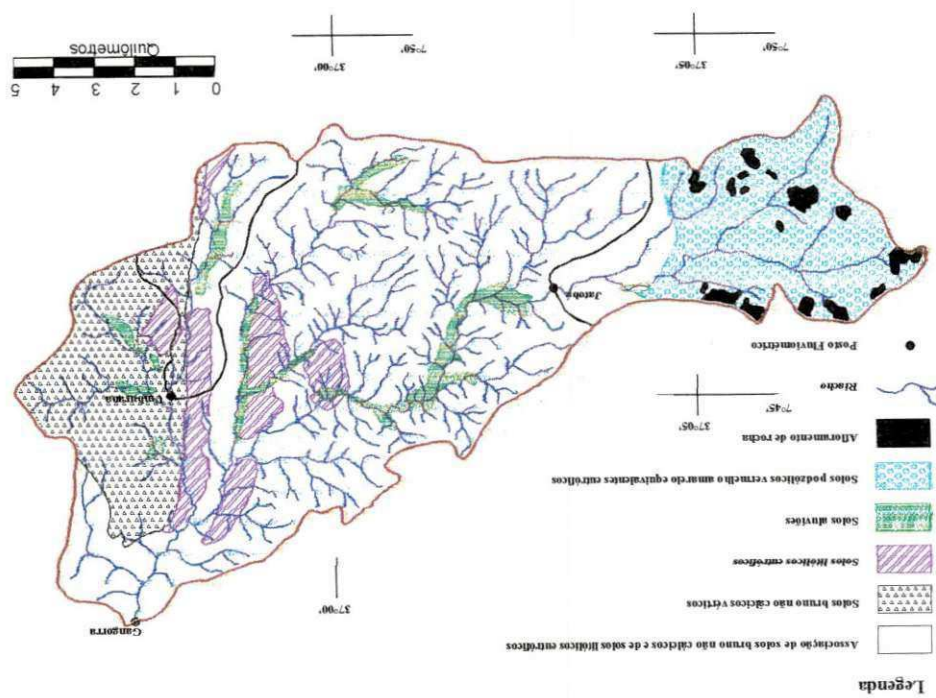 Legenda
Associação de solos bruno não cálcicos e de solos litólicos eutróficos
Solos bruno não cálcicos vérticos
Solos litólicos eutróficos
Solos aluviões
Solos podzólicos vermelho amarelo equivalentes eutróficos
Afloramento de rocha
Riacho
Posto Fluviométrico
Gangorra
37°00'
Umburana
7°45'
37°05'
Jatobá
7°50'
37°05'
37°00'
7°50'
0 1 2 3 4 5
Quilômetros